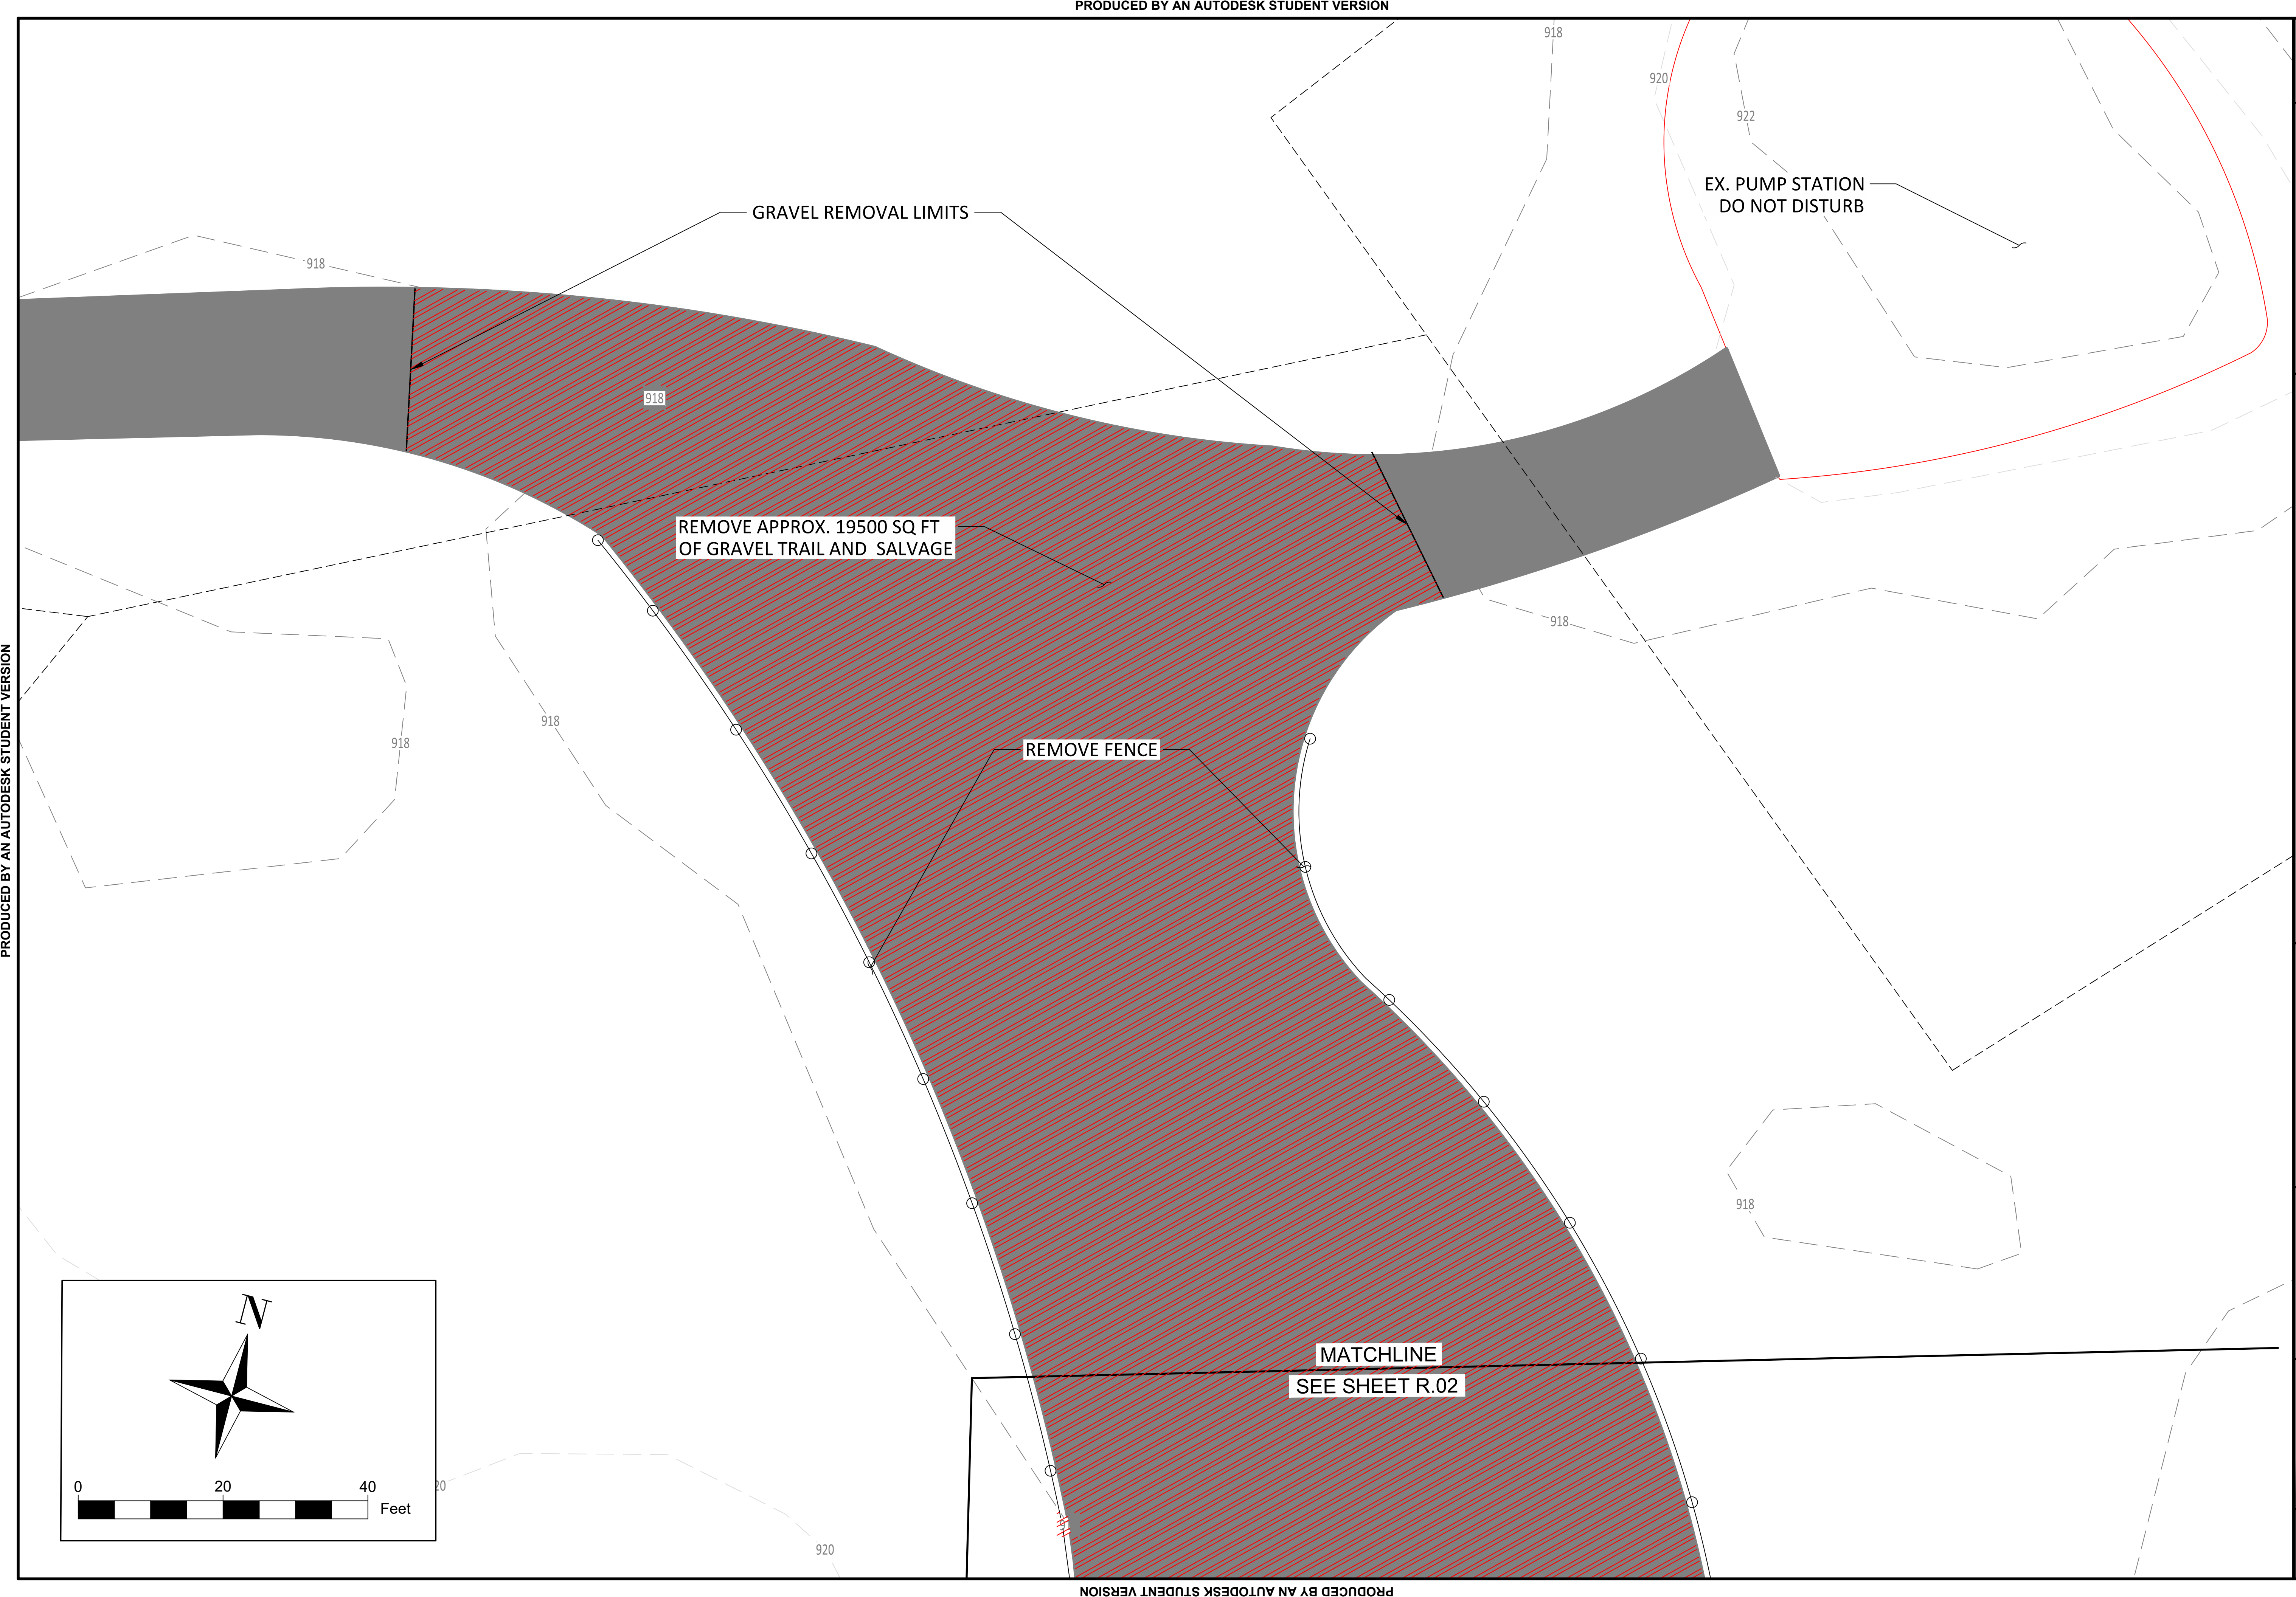 PRODUCED BY AN AUTODESK STUDENT VERSION
918
920
922
EX. PUMP STATION
DO NOT DISTURB
GRAVEL REMOVAL LIMITS
918
918
REMOVE APPROX. 19500 SQ FT
OF GRAVEL TRAIL AND SALVAGE
918
PRODUCED BY AN AUTODESK STUDENT VERSION
918
918
REMOVE FENCE
918
N
MATCHLINE
SEE SHEET R.02
0 20 40
Feet
20
920
PRODUCED BY AN AUTODESK STUDENT VERSION